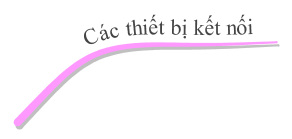 Các thiết bị kết nối